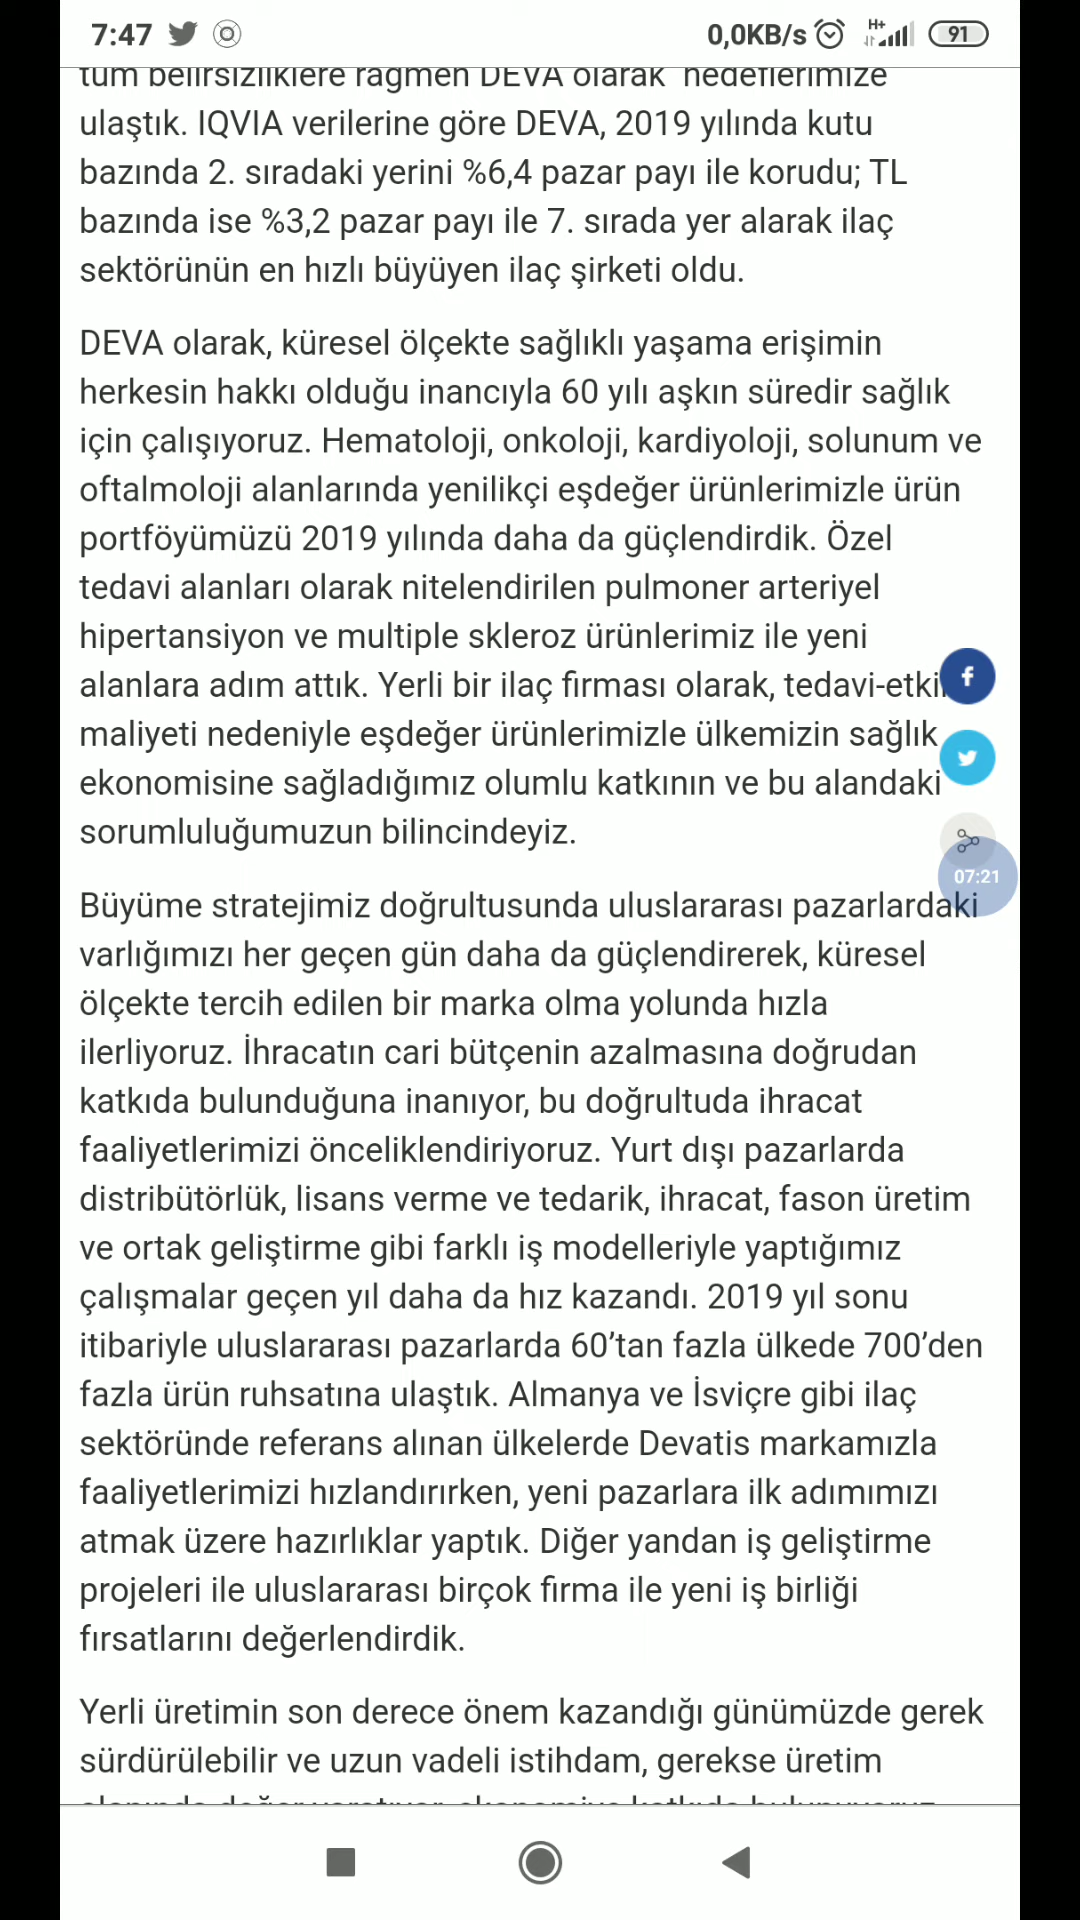 7:47
0,0KB/s
H+
91
tüm belirsizliklere rağmen DEVA olarak hedeflerimize
ulaştık. IQVIA verilerine göre DEVA, 2019 yılında kutu
bazında 2. sıradaki yerini %6,4 pazar payı ile korudu; TL
bazında ise %3,2 pazar payı ile 7. sırada yer alarak ilaç
sektörünün en hızlı büyüyen ilaç şirketi oldu.
DEVA olarak, küresel ölçekte sağlıklı yaşama erişimin
herkesin hakkı olduğu inancıyla 60 yılı aşkın süredir sağlık
için çalışıyoruz. Hematoloji, onkoloji, kardiyoloji, solunum ve
oftalmoloji alanlarında yenilikçi eşdeğer ürünlerimizle ürün
portföyümüzü 2019 yılında daha da güçlendirdik. Özel
tedavi alanları olarak nitelendirilen pulmoner arteriyel
hipertansiyon ve multiple skleroz ürünlerimiz ile yeni
alanlara adım attık. Yerli bir ilaç firması olarak,
maliyeti nedeniyle eşdeğer ürünlerimizle ülkemizin sağlık
ekonomisine sağladığımız olumlu katkının ve bu alandaki
sorumluluğumuzun bilincindeyiz.
07:21
Büyüme stratejimiz doğrultusunda uluslararası pazarlardaki
varlığımızı her geçen gün daha da güçlendirerek, küresel
ölçekte tercih edilen bir marka olma yolunda hızla
ilerliyoruz. İhracatın cari bütçenin azalmasına doğrudan
katkıda bulunduğuna inanıyor, bu doğrultuda ihracat
faaliyetlerimizi önceliklendiriyoruz. Yurt dışı pazarlarda
distribütörlük, lisans verme ve tedarik, ihracat, fason üretim
ve ortak geliştirme gibi farklı iş modelleriyle yaptığımız
çalışmalar geçen yıl daha da hız kazandı. 2019 yıl sonu
itibariyle uluslararası pazarlarda 60’tan fazla ülkede 700’den
fazla ürün ruhsatına ulaştık. Almanya ve İsviçre gibi ilaç
sektöründe referans alınan ülkelerde Devatis markamızla
faaliyetlerimizi hızlandırırken, yeni pazarlara ilk adımımızı
atmak üzere hazırlıklar yaptık. Diğer yandan iş geliştirme
projeleri ile uluslararası birçok firma ile yeni iş birliği
fırsatlarını değerlendirdik.
Yerli üretimin son derece önem kazandığı günümüzde gerek
sürdürülebilir ve uzun vadeli istihdam, gerekse üretim